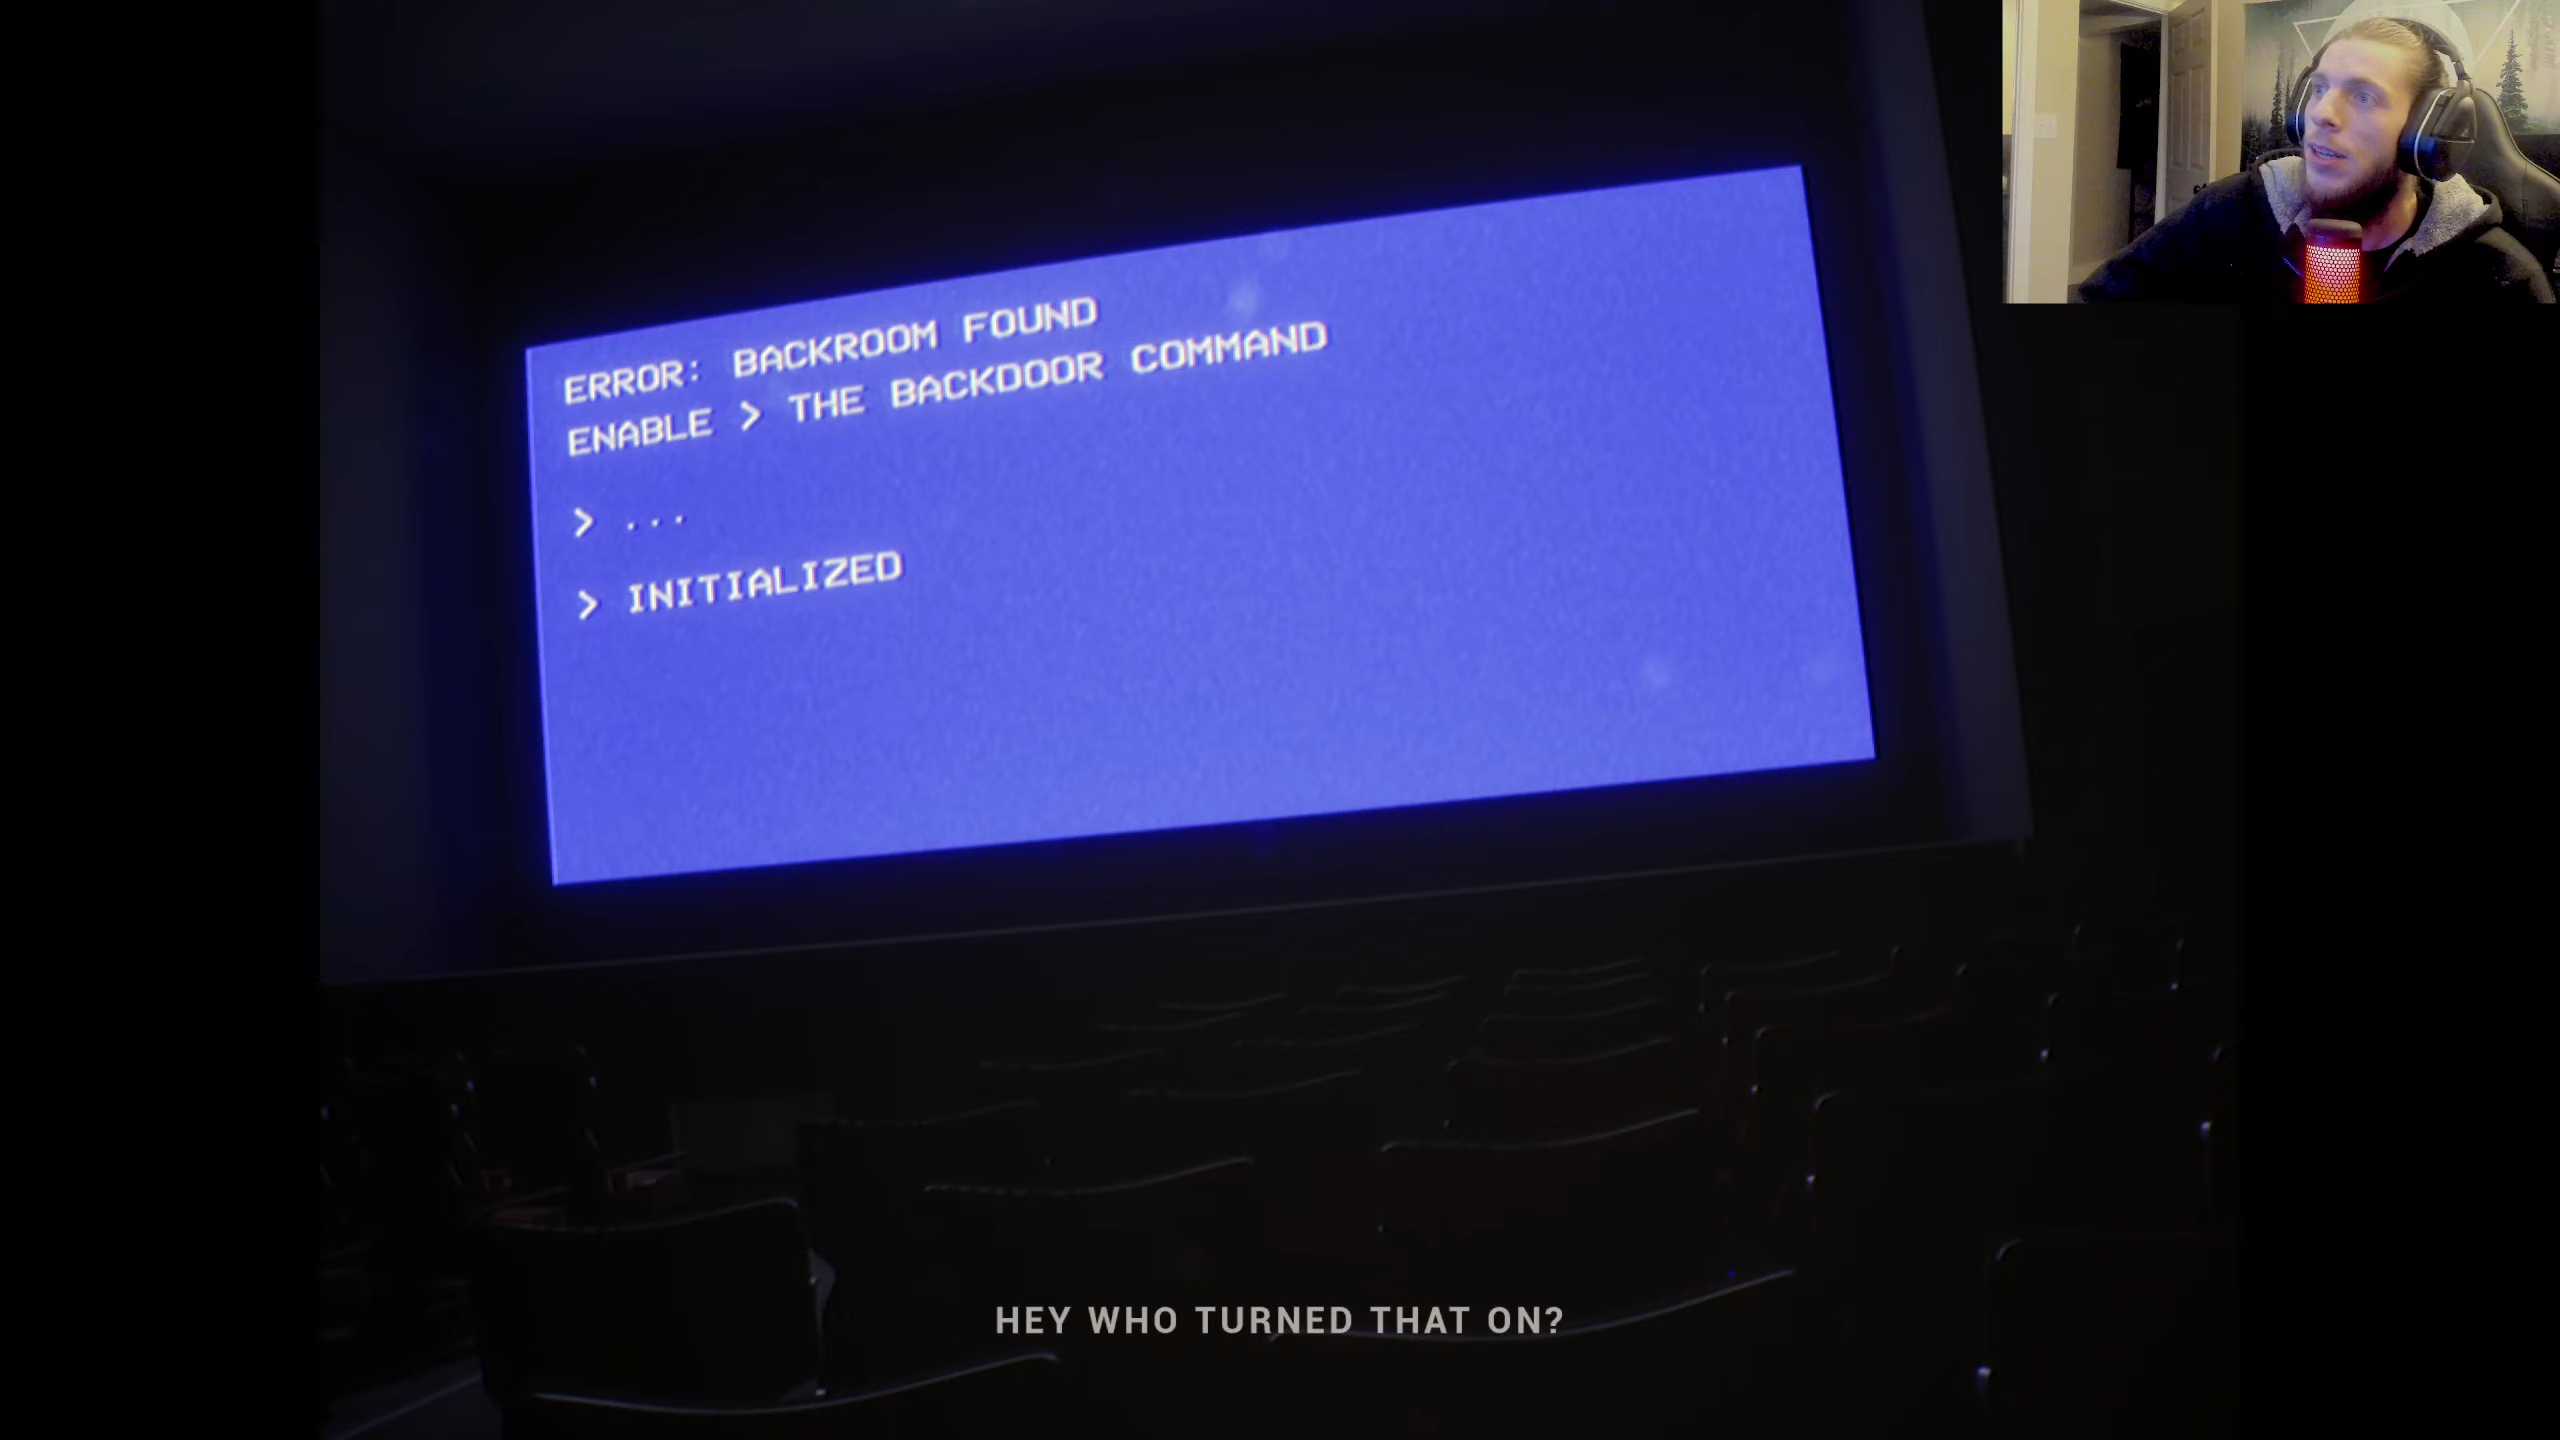 ERROR: BACKROOM FOUND
ENABLE > THE BACKDOOR COMMAND
> ...
> INITIALIZED
HEY WHO TURNED THAT ON?